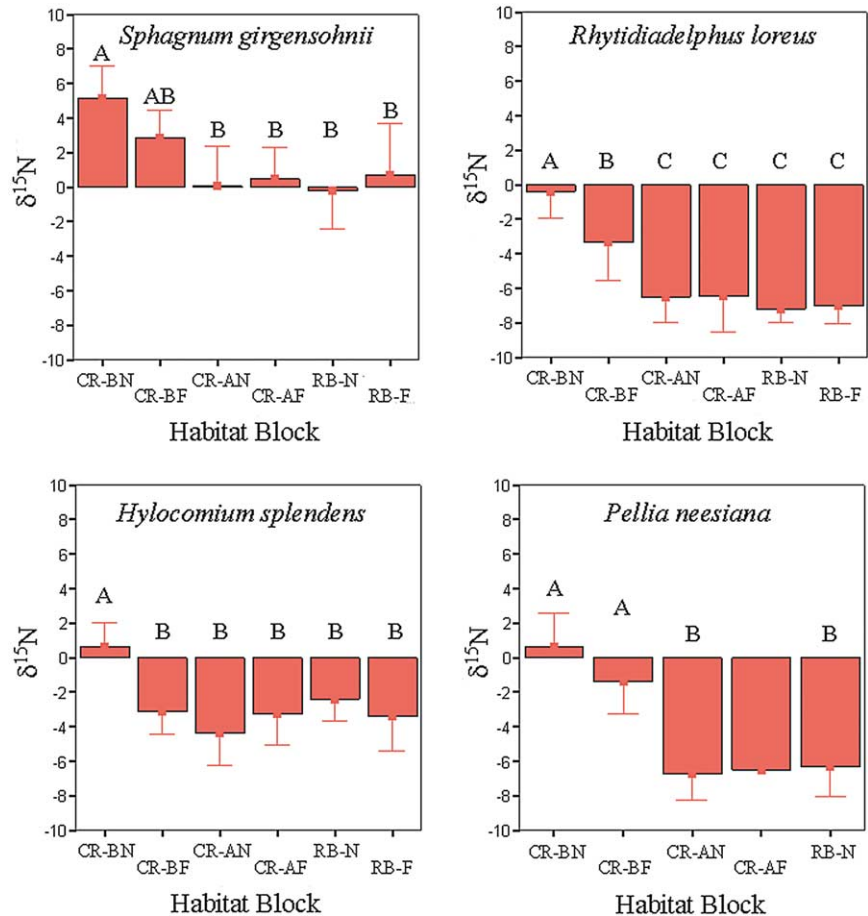 Sphagnum girgensohnii
δ15N
10
8
6
4
2
0
-2
-4
-6
-8
-10
A
AB
B
B
B
B
CR-BN
CR-BF
CR-AN
CR-AF
RB-N
RB-F
Habitat Block
Rhytidiadelphus loreus
δ15N
10
8
6
4
2
0
-2
-4
-6
-8
-10
A
B
C
C
C
C
CR-BN
CR-BF
CR-AN
CR-AF
RB-N
RB-F
Habitat Block
Hylocomium splendens
δ15N
10
8
6
4
2
0
-2
-4
-6
-8
-10
A
B
B
B
B
B
CR-BN
CR-BF
CR-AN
CR-AF
RB-N
RB-F
Habitat Block
Pellia neesiana
δ15N
10
8
6
4
2
0
-2
-4
-6
-8
-10
A
A
B
B
CR-BN
CR-BF
CR-AN
CR-AF
RB-N
Habitat Block